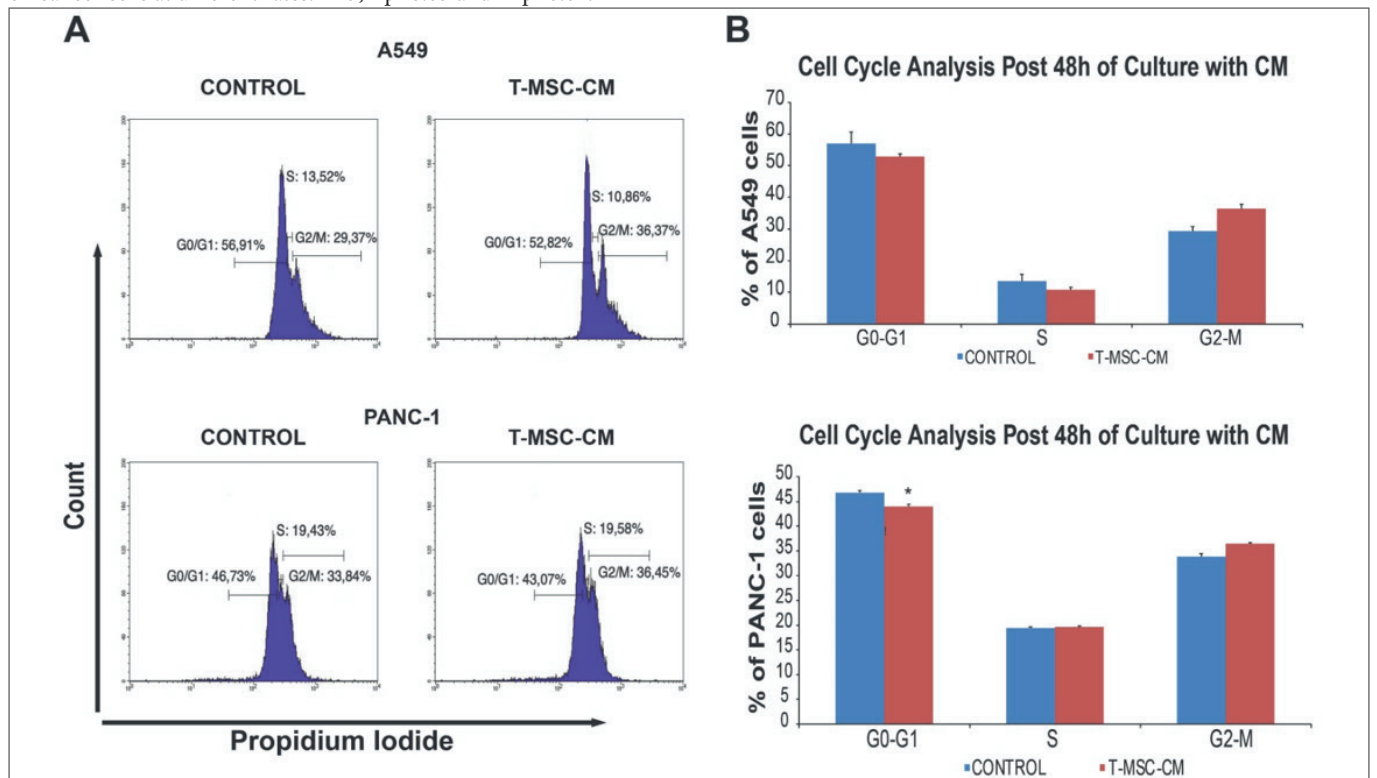 A
A549
CONTROL
T-MSC-CM
S: 13,52%
G0/G1: 56,91%
G2/M: 29,37%
S: 10,86%
G0/G1: 52,82%
G2/M: 36,37%
PANC-1
CONTROL
T-MSC-CM
S: 19,43%
G0/G1: 46,73%
G2/M: 33,84%
S: 19,58%
G0/G1: 43,07%
G2/M: 36,45%
Count
Propidium Iodide
B
Cell Cycle Analysis Post 48h of Culture with CM
% of A549 cells
70
60
50
40
30
20
10
0
G0-G1 S G2-M
CONTROL T-MSC-CM
Cell Cycle Analysis Post 48h of Culture with CM
% of PANC-1 cells
50
45
40
35
30
25
20
15
10
5
0
*
G0-G1 S G2-M
CONTROL T-MSC-CM